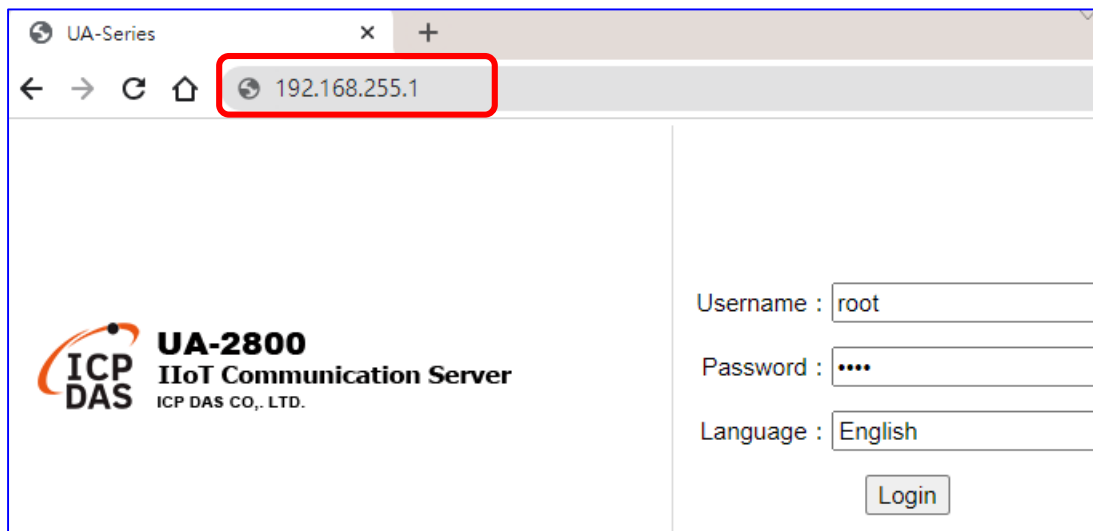 UA-Series
192.168.255.1
ICP DAS
UA-2800
IIoT Communication Server
ICP DAS CO,. LTD.
Username : root
Password : ••••
Language : English
Login